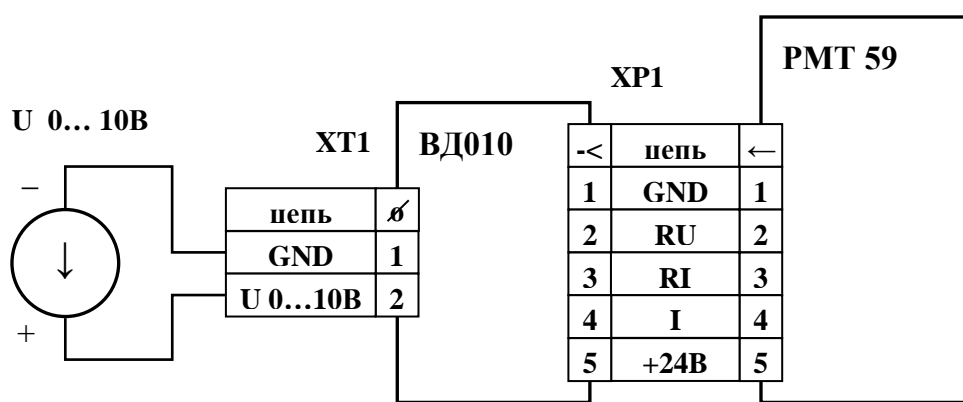 РМТ 59
XP1
U 0... 10В
XT1
ВД010
-< цепь ←
1 GND 1
2 RU 2
3 RI 3
4 I 4
5 +24В 5
цепь ø
GND 1
U 0...10В 2
−
↓
+